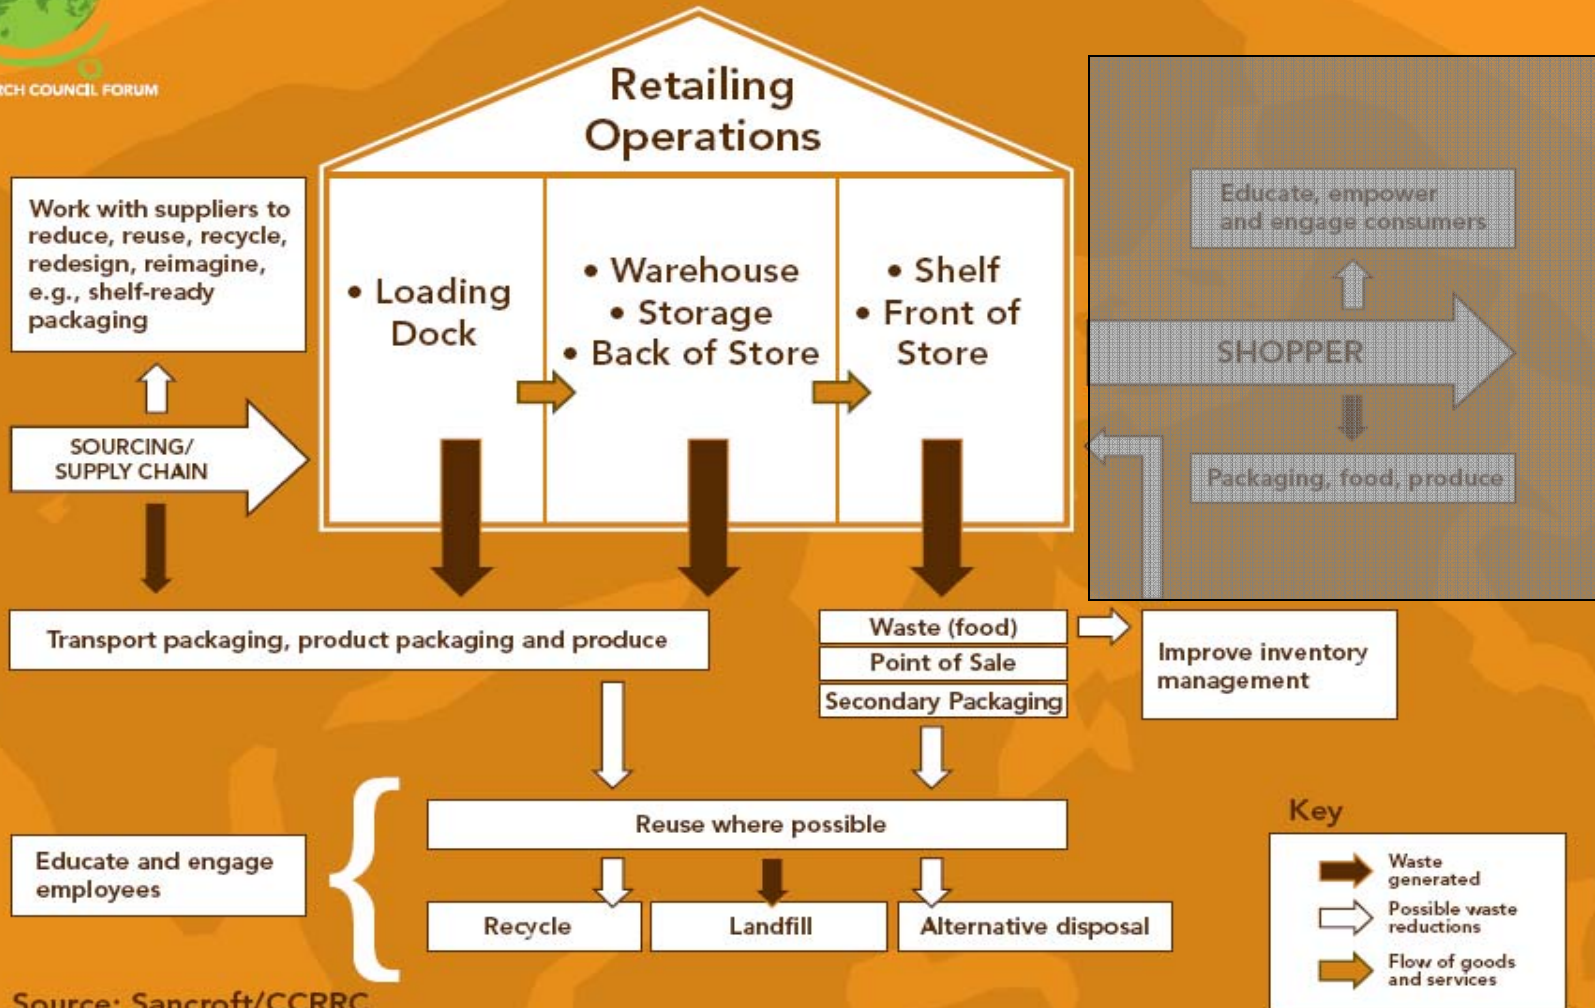 RCH COUNCIL FORUM
Retailing
Operations
Work with suppliers to
reduce, reuse, recycle,
redesign, reimagine,
e.g., shelf-ready
packaging
• Loading
Dock
• Warehouse
• Storage
• Back of Store
• Shelf
• Front of
Store
Educate, empower
and engage consumers
SHOPPER
Packaging, food, produce
SOURCING/
SUPPLY CHAIN
Transport packaging, product packaging and produce
Waste (food)
Point of Sale
Secondary Packaging
Improve inventory
management
Reuse where possible
Educate and engage
employees
Recycle
Landfill
Alternative disposal
Key
Waste
generated
Possible waste
reductions
Flow of goods
and services
Source: Sancroft/CCRRC